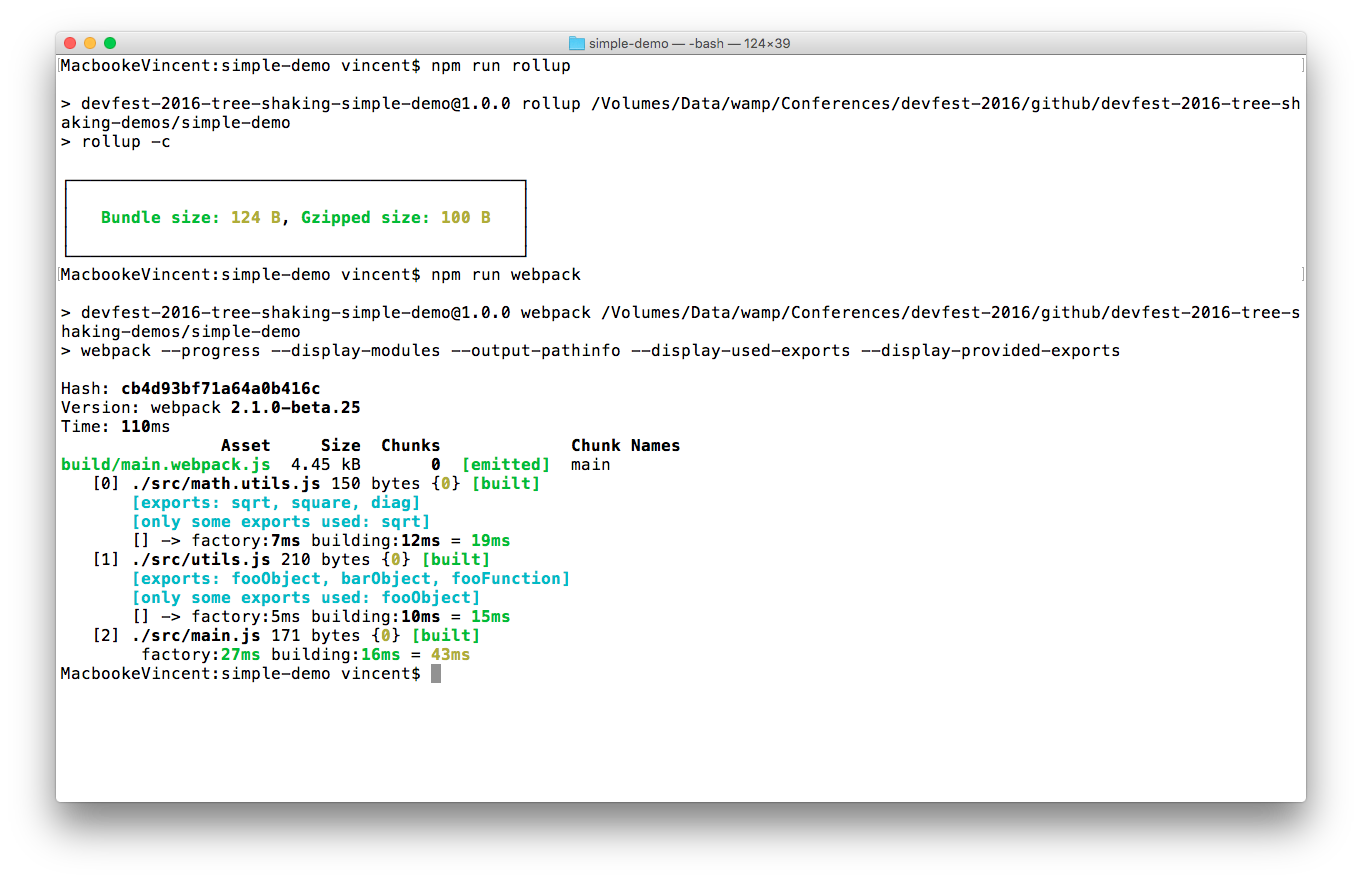 simple-demo — -bash — 124×39
MacbookeVincent:simple-demo vincent$ npm run rollup
> devfest-2016-tree-shaking-simple-demo@1.0.0 rollup /Volumes/Data/wamp/Conferences/devfest-2016/github/devfest-2016-tree-sh
aking-demos/simple-demo
> rollup -c
Bundle size: 124 B, Gzipped size: 100 B
MacbookeVincent:simple-demo vincent$ npm run webpack
> devfest-2016-tree-shaking-simple-demo@1.0.0 webpack /Volumes/Data/wamp/Conferences/devfest-2016/github/devfest-2016-tree-s
haking-demos/simple-demo
> webpack --progress --display-modules --output-pathinfo --display-used-exports --display-provided-exports
Hash: cb4d93bf71a64a0b416c
Version: webpack 2.1.0-beta.25
Time: 110ms
Asset Size Chunks Chunk Names
build/main.webpack.js 4.45 kB 0 [emitted] main
[0] ./src/math.utils.js 150 bytes {0} [built]
[exports: sqrt, square, diag]
[only some exports used: sqrt]
[] -> factory:7ms building:12ms = 19ms
[1] ./src/utils.js 210 bytes {0} [built]
[exports: fooObject, barObject, fooFunction]
[only some exports used: fooObject]
[] -> factory:5ms building:10ms = 15ms
[2] ./src/main.js 171 bytes {0} [built]
factory:27ms building:16ms = 43ms
MacbookeVincent:simple-demo vincent$